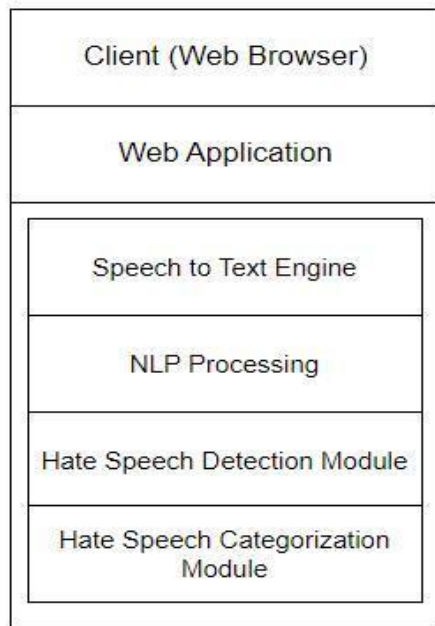 Client (Web Browser)
Web Application
Speech to Text Engine
NLP Processing
Hate Speech Detection Module
Hate Speech Categorization
Module